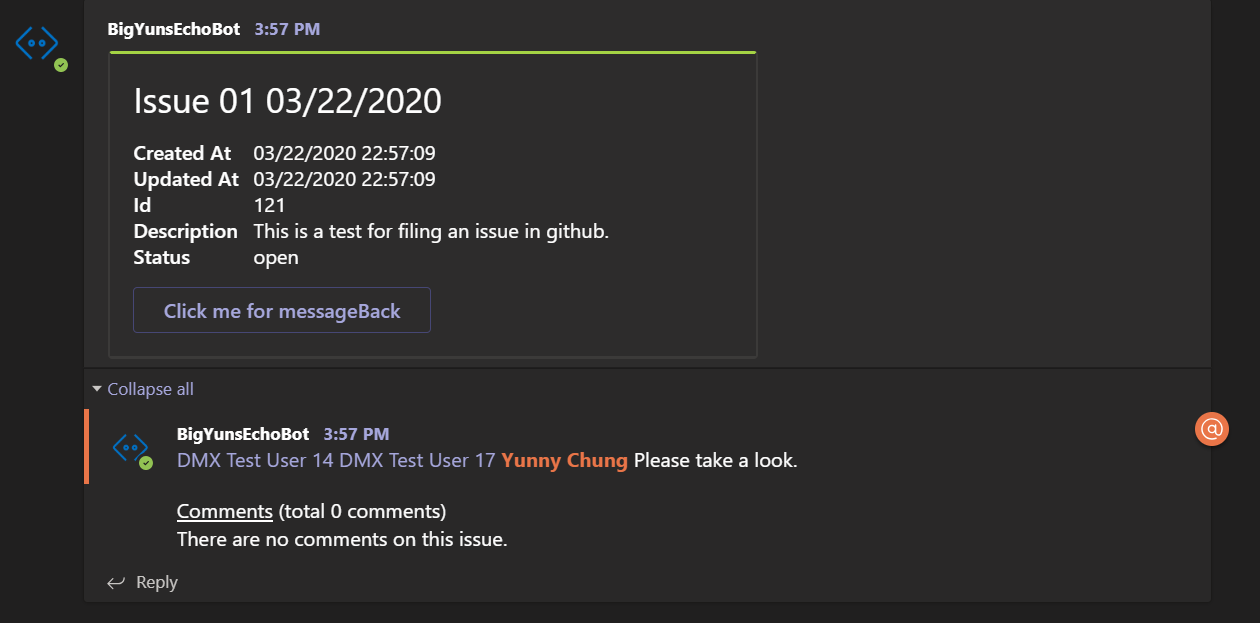 BigYunsEchoBot 3:57 PM
Issue 01 03/22/2020
Created At 03/22/2020 22:57:09
Updated At 03/22/2020 22:57:09
Id 121
Description This is a test for filing an issue in github.
Status open
Click me for messageBack
Collapse all
BigYunsEchoBot 3:57 PM
@
DMX Test User 14 DMX Test User 17 Yunny Chung Please take a look.
Comments (total 0 comments)
There are no comments on this issue.
Reply